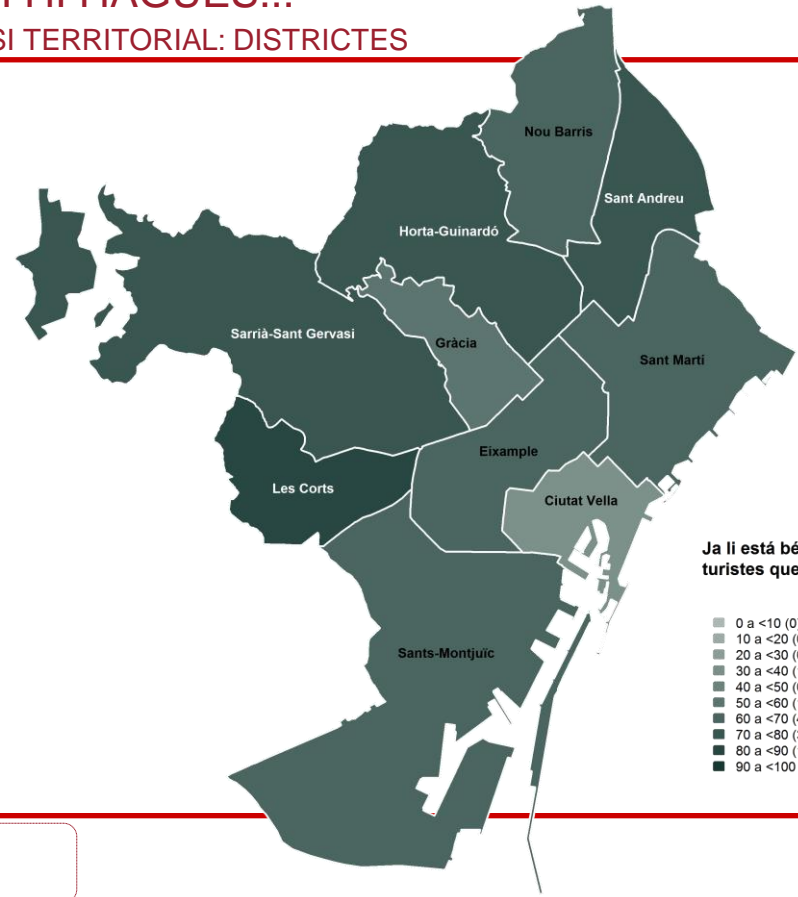 SI TERRITORIAL: DISTRICTES
Nou Barris
Sant Andreu
Horta-Guinardó
Sarrià-Sant Gervasi
Gràcia
Sant Martí
Eixample
Les Corts
Ciutat Vella
Ja li está bé
turistes que
Sants-Montjuïc
0 a <10 (0
10 a <20 (
20 a <30 (
30 a <40 (
40 a <50 (
50 a <60 (
60 a <70 (4
70 a <80 (
80 a <90 (
90 a <100